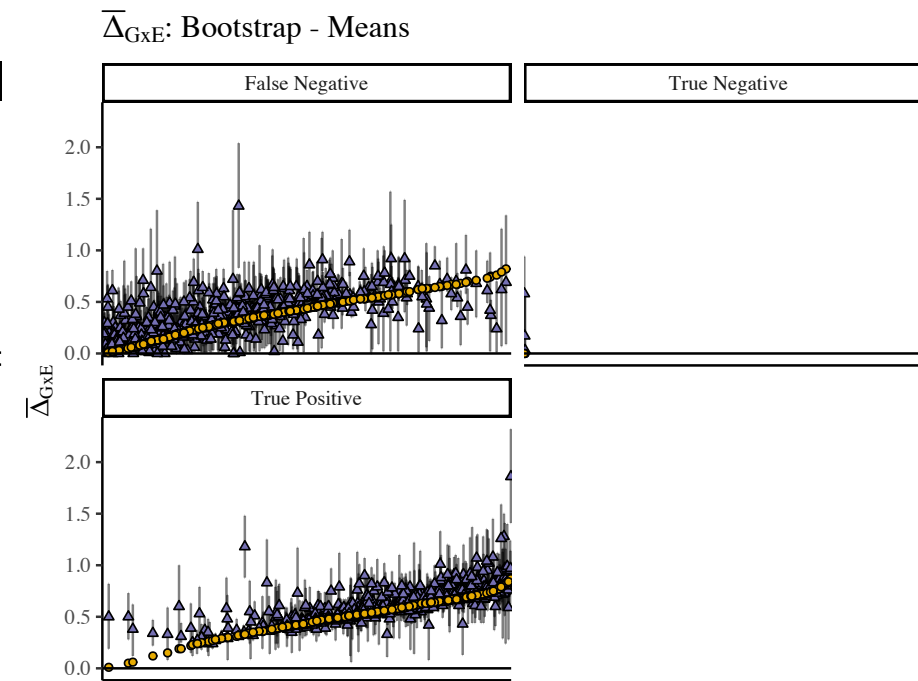 Δ̅GxE: Bootstrap - Means
False Negative
True Negative
2.0
1.5
1.0
0.5
0.0
Δ̅GxE
True Positive
2.0
1.5
1.0
0.5
0.0